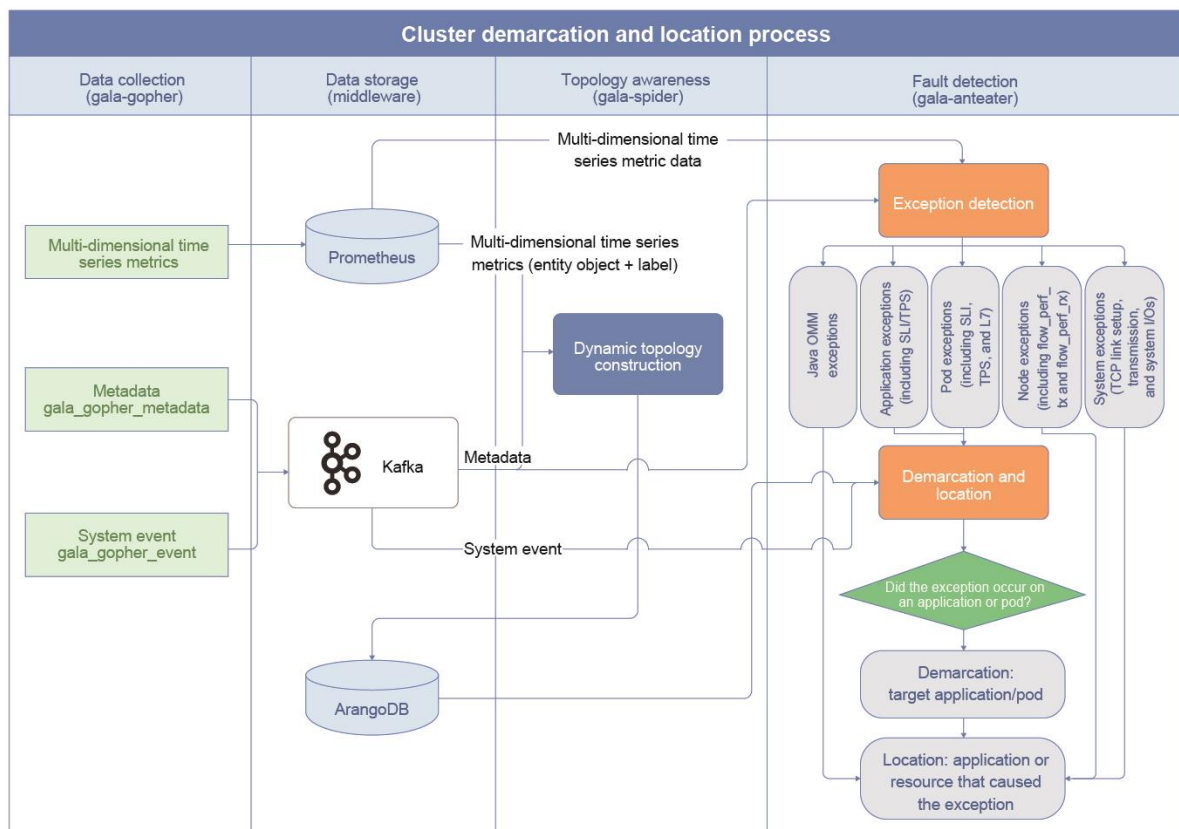 Cluster demarcation and location process
Data collection
(gala-gopher)
Data storage
(middleware)
Topology awareness
(gala-spider)
Fault detection
(gala-anteater)
Multi-dimensional time
series metric data
Exception detection
Multi-dimensional time
series metrics
Prometheus
Multi-dimensional time series
metrics (entity object + label)
Java OMM
exceptions
Application exceptions
(including SLI/TPS)
Pod exceptions
(including SLI,
TPS, and L7)
Node exceptions
(including flow_perf_
tx and flow_perf_rx)
System exceptions
(TCP link setup,
transmission,
and system I/Os)
Dynamic topology
construction
Metadata
gala_gopher_metadata
Kafka
Metadata
Demarcation and
location
System event
gala_gopher_event
System event
Did the exception occur on
an application or pod?
Demarcation:
target application/pod
ArangoDB
Location: application or
resource that caused
the exception